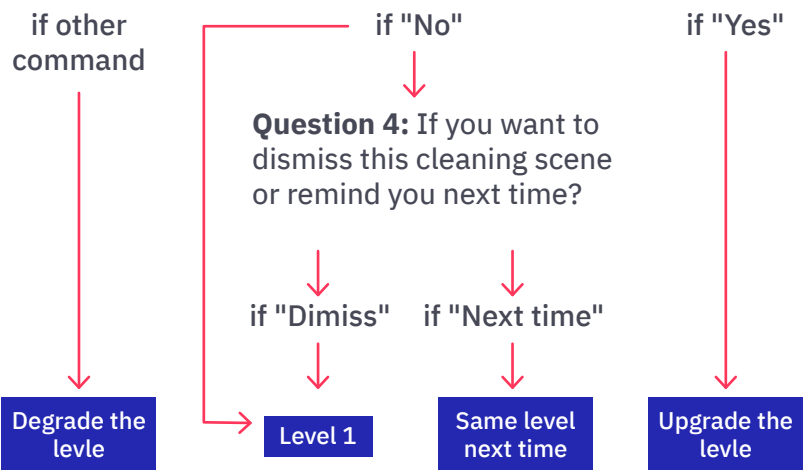 if other
command
if "No"
if "Yes"
Question 4: If you want to
dismiss this cleaning scene
or remind you next time?
if "Dimiss"
if "Next time"
Degrade the
levle
Level 1
Same level
next time
Upgrade the
levle